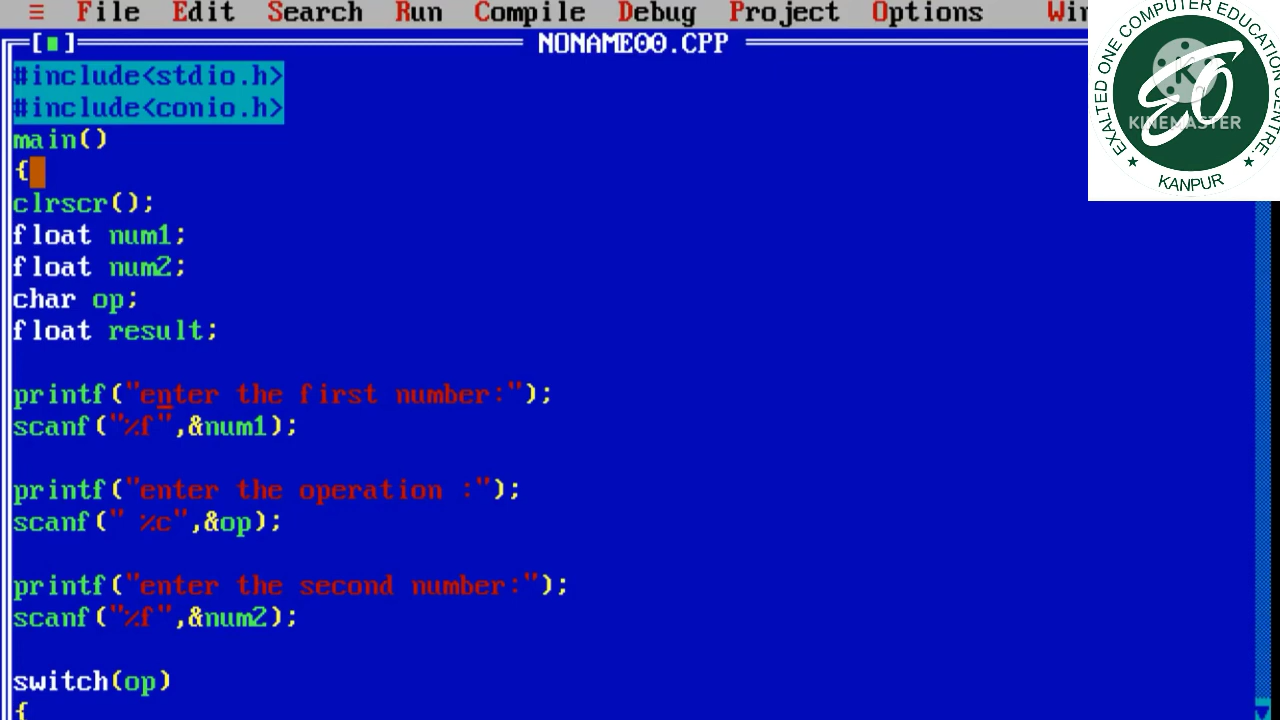 ≡ File Edit Search Run Compile Debug Project Options
[■] NONAME00.CPP
#include<stdio.h>
#include<conio.h>
main()
{
clrscr();
float num1;
float num2;
char op;
float result;
printf("enter the first number:");
scanf("%f",&num1);
printf("enter the operation :");
scanf(" %c",&op);
printf("enter the second number:");
scanf("%f",&num2);
switch(op)
{
EXALTED ONE COMPUTER EDUCATION CENTRE.
K
EO
KINEMASTER
KANPUR